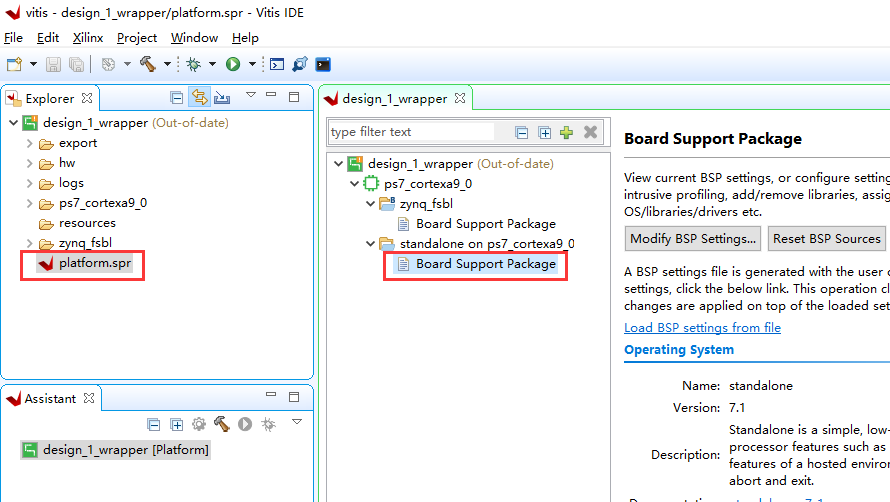 vitis - design_1_wrapper/platform.spr - Vitis IDE
File Edit Xilinx Project Window Help
Explorer
design_1_wrapper (Out-of-date)
export
hw
logs
ps7_cortexa9_0
resources
zynq_fsbl
platform.spr
Assistant
design_1_wrapper [Platform]
design_1_wrapper
type filter text
design_1_wrapper (Out-of-date)
ps7_cortexa9_0
zynq_fsbl
Board Support Package
standalone on ps7_cortexa9_0
Board Support Package
Board Support Package
View current BSP settings, or configure setting
intrusive profiling, add/remove libraries, assig
OS/libraries/drivers etc.
Modify BSP Settings... Reset BSP Sources
A BSP settings file is generated with the user o
settings, click the below link. This operation cl
changes are applied on top of the loaded set
Load BSP settings from file
Operating System
Name: standalone
Version: 7.1
Description: Standalone is a simple, low-
processor features such as
features of a hosted enviror
abort and exit.